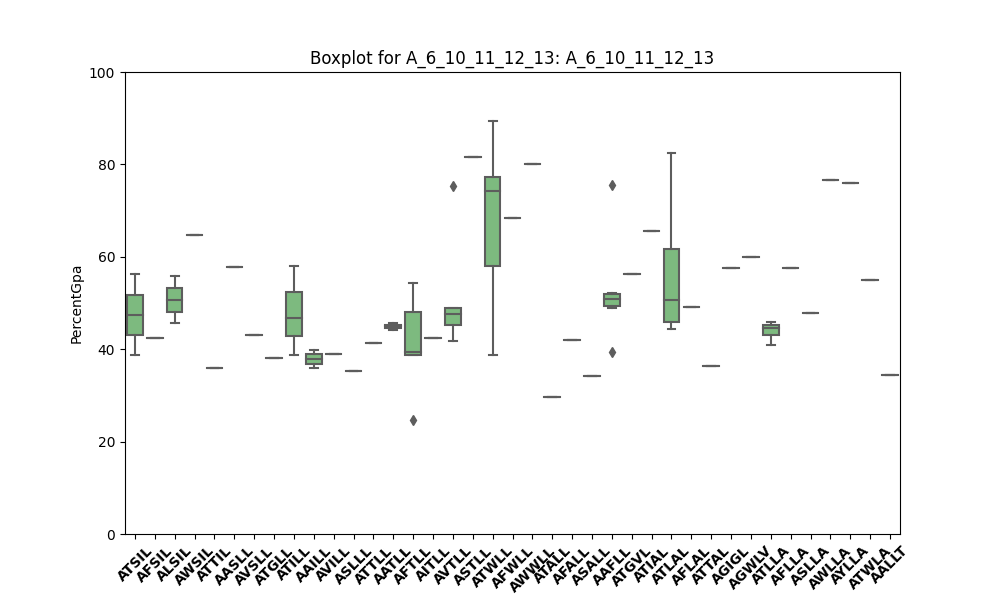 Boxplot for A_6_10_11_12_13: A_6_10_11_12_13
PercentGpa
100
80
60
40
20
0
ATSIL
AFSIL
ALSIL
AWSIL
ATTIL
AASLL
AVSLL
ATGLL
ATILL
AAILL
AVILL
ASLLL
ATTLL
AATLL
AFTLL
AITLL
AVTLL
ASTLL
ATWLL
AFWLL
AWWLL
ATALL
AFALL
ASALL
AAFLL
ATGVL
ATIAL
ATLAL
AFLAL
ATTAL
AGIGL
AGWLV
ATLLA
AFLLA
ASLLA
AWLLA
AYLLA
ATWLA
AALLT